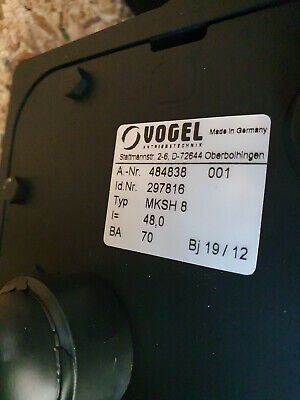 VOGEL Made in Germany
ANTRIEBSTECHNIK
Stattmannstr. 2-6, D-72644 Oberboihingen
A.-Nr. 484838 001
Id.Nr. 297816
Typ MKSH 8
i= 48,0
BA 70 Bj 19 / 12